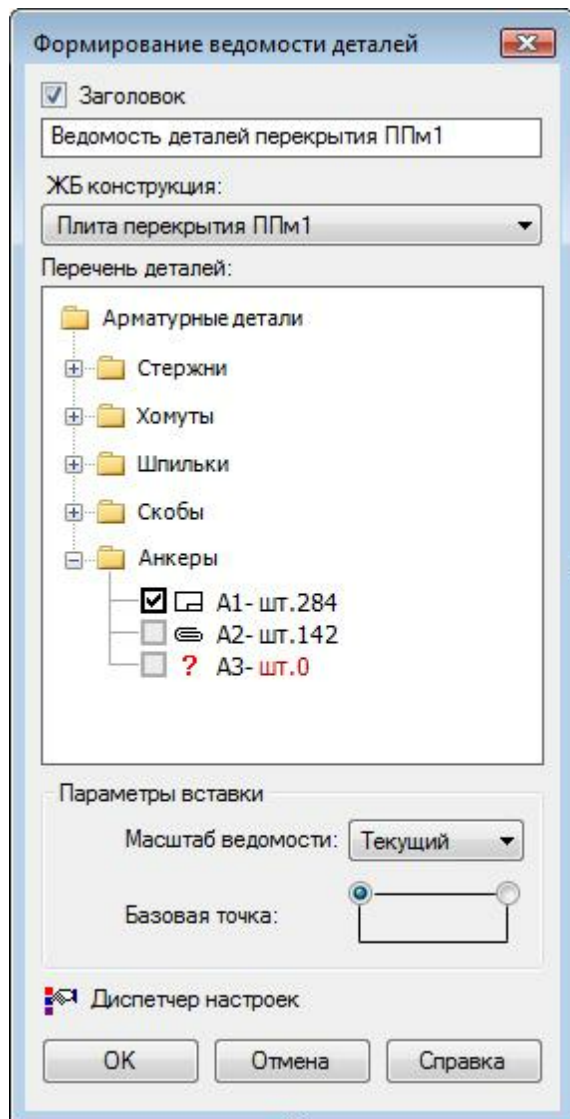 Формирование ведомости деталей
Заголовок
Ведомость деталей перекрытия ППм1
ЖБ конструкция:
Плита перекрытия ППм1
Перечень деталей:
Арматурные детали
Стержни
Хомуты
Шпильки
Скобы
Анкеры
А1- шт.284
А2- шт.142
? А3- шт.0
Параметры вставки
Масштаб ведомости: Текущий
Базовая точка:
Диспетчер настроек
ОК Отмена Справка